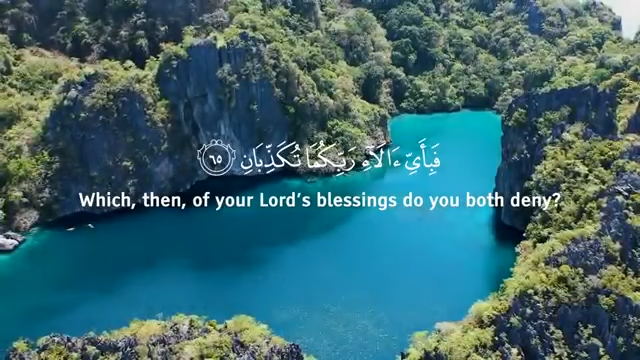 فَبِأَيِّ ءَالَآءِ رَبِّكُمَا تُكَذِّبَانِ ٦٥
Which, then, of your Lord's blessings do you both deny?